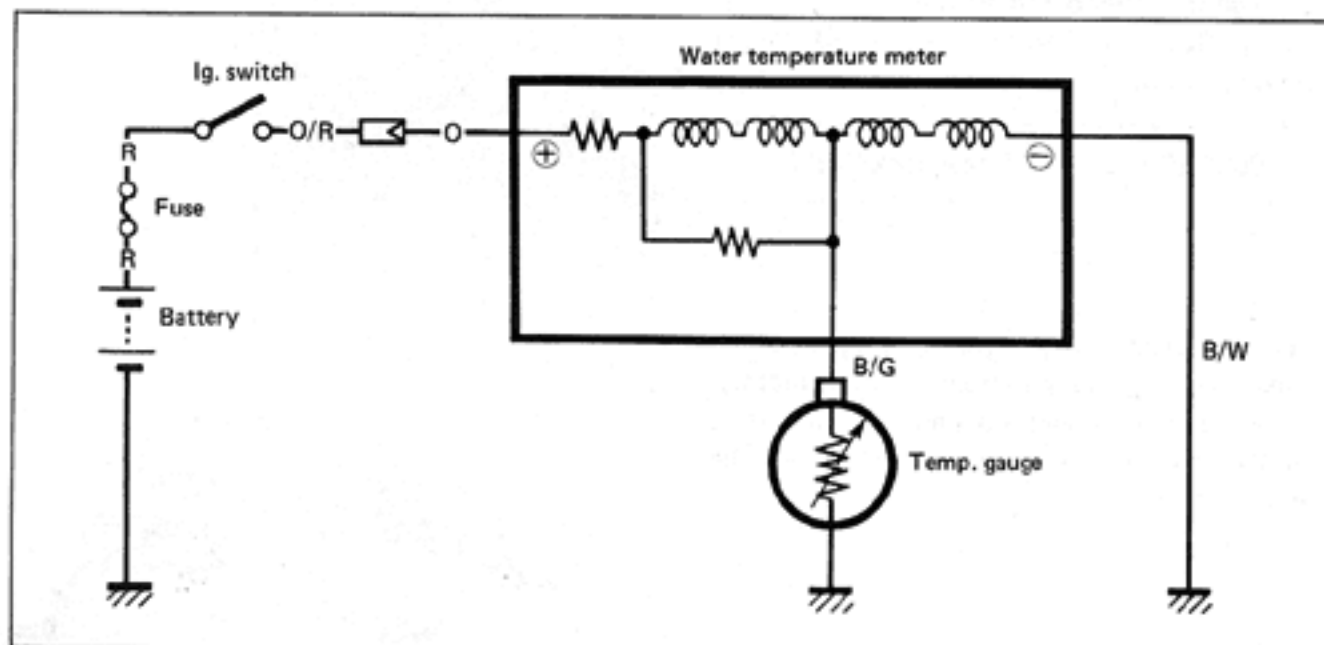 Water temperature meter
Ig. switch
O/R
O
R
⊕
⊖
Fuse
R
Battery
B/G
B/W
Temp. gauge